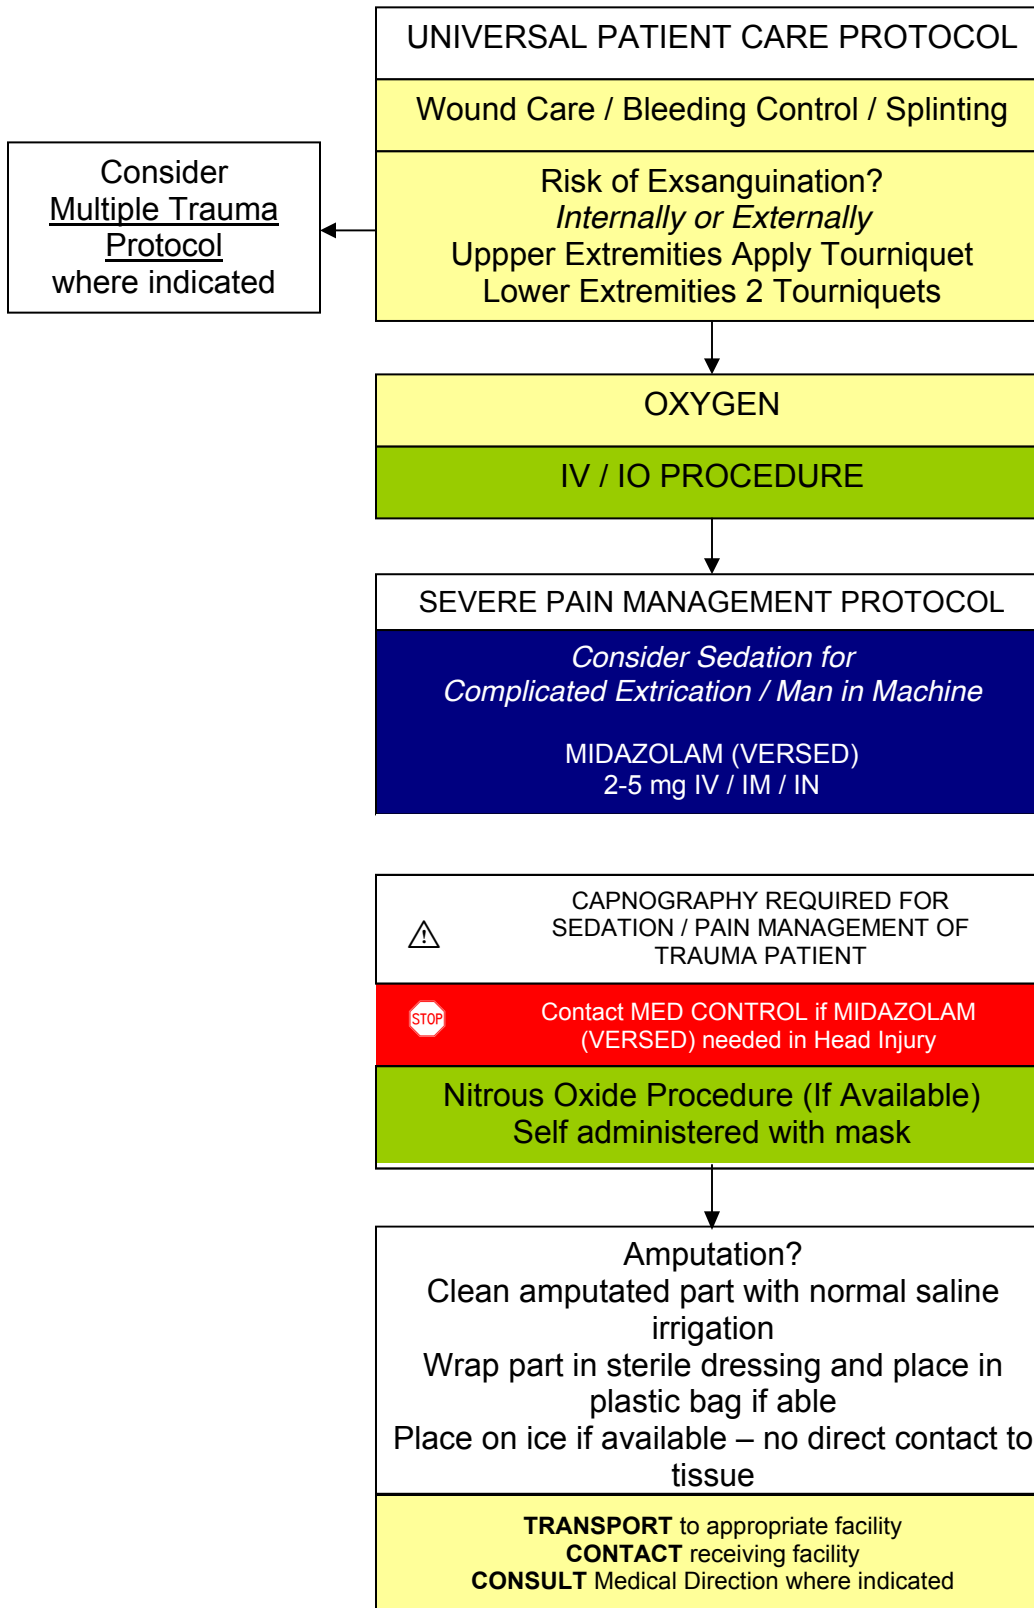 UNIVERSAL PATIENT CARE PROTOCOL
Wound Care / Bleeding Control / Splinting
Consider
Multiple Trauma
Protocol
where indicated
Risk of Exsanguination?
Internally or Externally
Uppper Extremities Apply Tourniquet
Lower Extremities 2 Tourniquets
OXYGEN
IV / IO PROCEDURE
SEVERE PAIN MANAGEMENT PROTOCOL
Consider Sedation for
Complicated Extrication / Man in Machine
MIDAZOLAM (VERSED)
2-5 mg IV / IM / IN
CAPNOGRAPHY REQUIRED FOR
SEDATION / PAIN MANAGEMENT OF
TRAUMA PATIENT
STOP
Contact MED CONTROL if MIDAZOLAM
(VERSED) needed in Head Injury
Nitrous Oxide Procedure (If Available)
Self administered with mask
Amputation?
Clean amputated part with normal saline
irrigation
Wrap part in sterile dressing and place in
plastic bag if able
Place on ice if available – no direct contact to
tissue
TRANSPORT to appropriate facility
CONTACT receiving facility
CONSULT Medical Direction where indicated